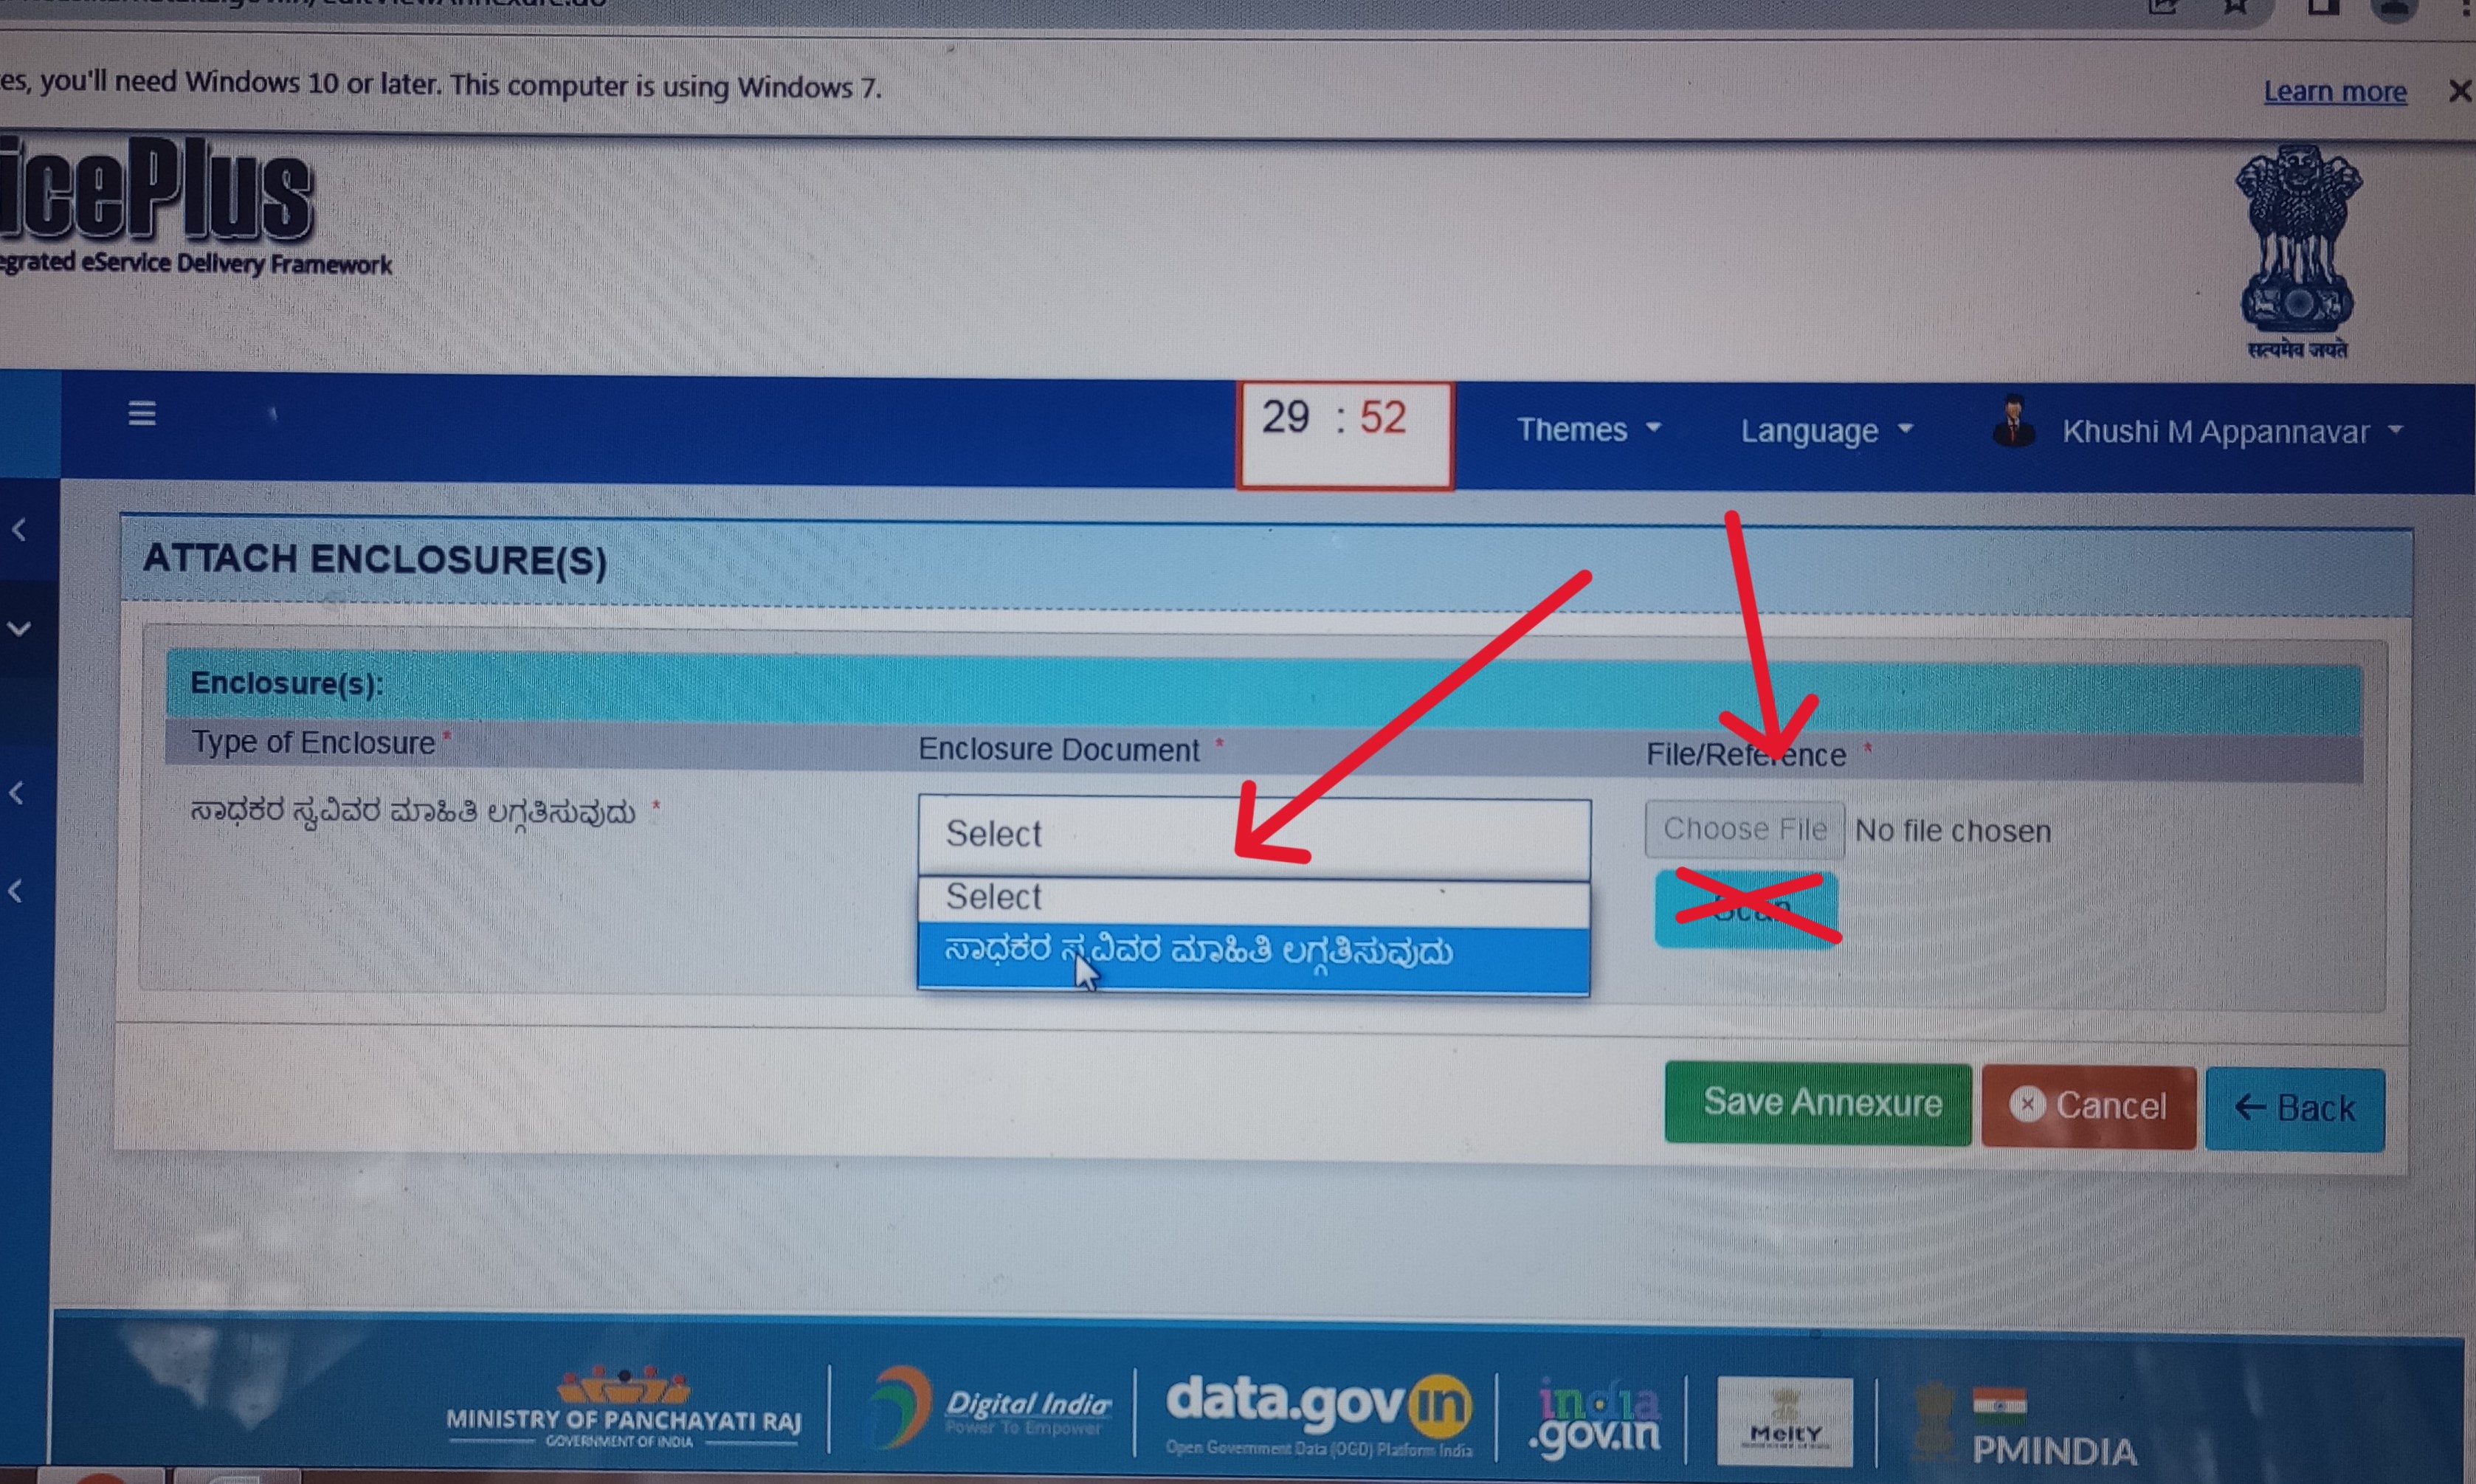 es, you'll need Windows 10 or later. This computer is using Windows 7.
Learn more
icePlus
egrated eService Delivery Framework
सत्यमेव जयते
29 : 52
Themes
Language
Khushi M Appannavar
ATTACH ENCLOSURE(S)
Enclosure(s):
Type of Enclosure *
Enclosure Document *
File/Reference *
ಸಾಧಕರ ಸ್ವವಿವರ ಮಾಹಿತಿ ಲಗ್ಗತಿಸುವುದು *
Select
Choose File No file chosen
Select
Scan
ಸಾಧಕರ ಸ್ವವಿವರ ಮಾಹಿತಿ ಲಗ್ಗತಿಸುವುದು
Save Annexure
Cancel
Back
MINISTRY OF PANCHAYATI RAJ
GOVERNMENT OF INDIA
Digital India
Power To Empower
data.gov in
Open Government Data (OGD) Platform India
india
.gov.in
MeitY
PMINDIA